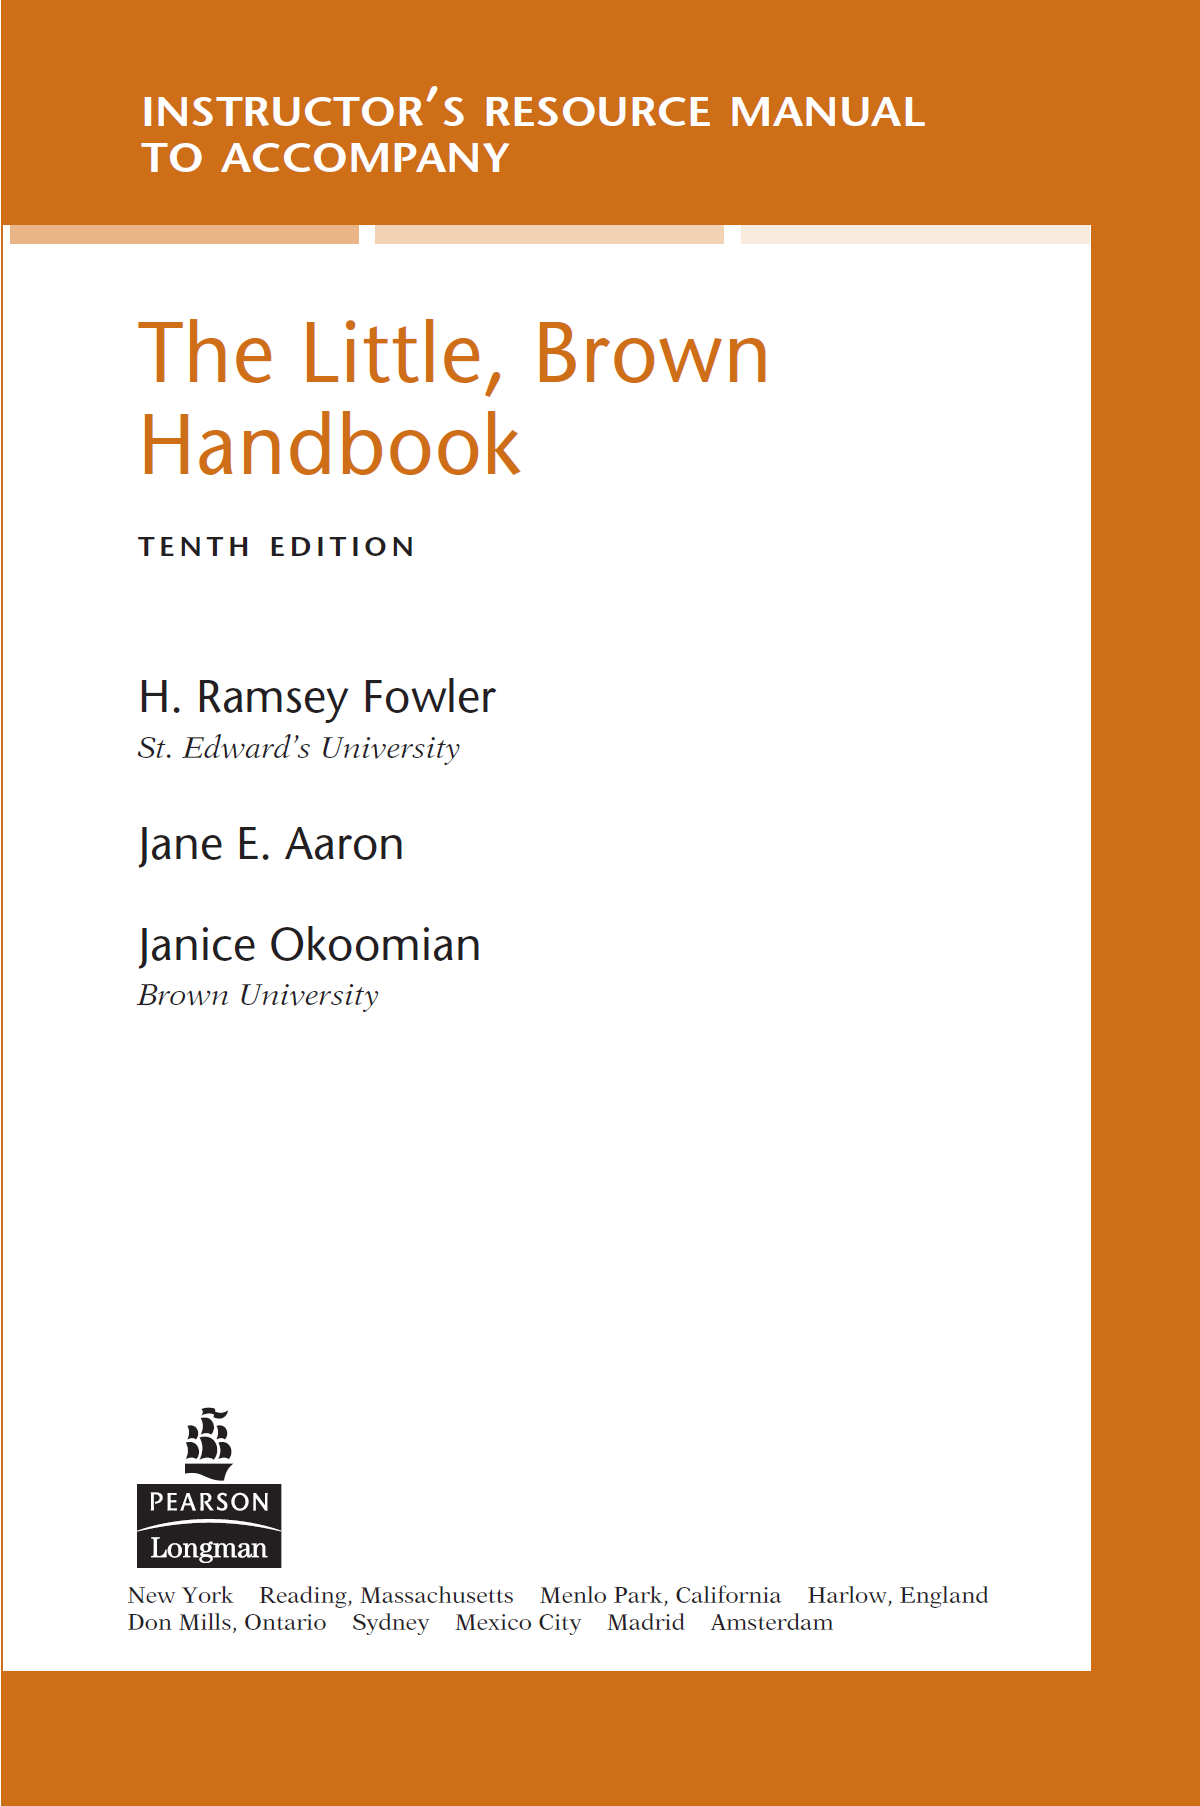 INSTRUCTOR'S RESOURCE MANUAL
TO ACCOMPANY
The Little, Brown
Handbook
TENTH EDITION
H. Ramsey Fowler
St. Edward's University
Jane E. Aaron
Janice Okoomian
Brown University
PEARSON
Longman
New York Reading, Massachusetts Menlo Park, California Harlow, England
Don Mills, Ontario Sydney Mexico City Madrid Amsterdam